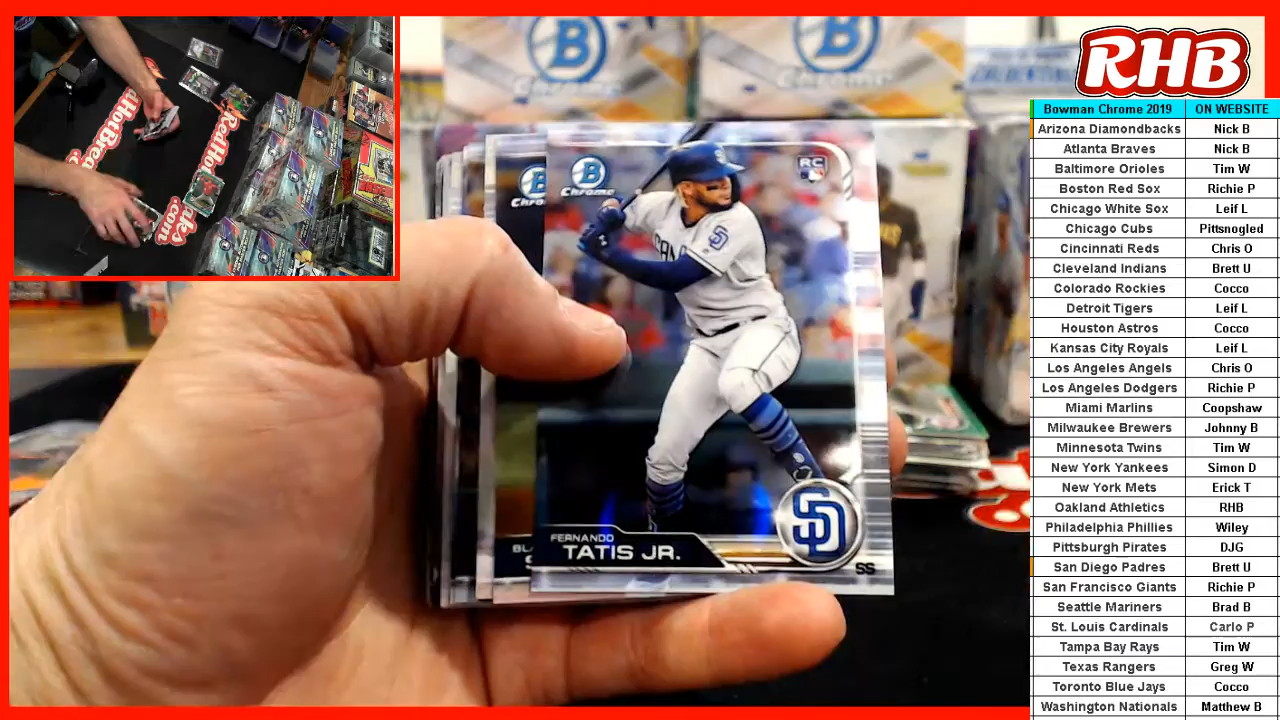 B
Chrome
B
Chrome
RHB
Bowman Chrome 2019 ON WEBSITE
Arizona Diamondbacks Nick B
Atlanta Braves Nick B
Baltimore Orioles Tim W
Boston Red Sox Richie P
Chicago White Sox Leif L
Chicago Cubs Pittsnogled
Cincinnati Reds Chris O
Cleveland Indians Brett U
Colorado Rockies Cocco
Detroit Tigers Leif L
Houston Astros Cocco
Kansas City Royals Leif L
Los Angeles Angels Chris O
Los Angeles Dodgers Richie P
Miami Marlins Coopshaw
Milwaukee Brewers Johnny B
Minnesota Twins Tim W
New York Yankees Simon D
New York Mets Erick T
Oakland Athletics RHB
Philadelphia Phillies Wiley
Pittsburgh Pirates DJG
San Diego Padres Brett U
San Francisco Giants Richie P
Seattle Mariners Brad B
St. Louis Cardinals Carlo P
Tampa Bay Rays Tim W
Texas Rangers Greg W
Toronto Blue Jays Cocco
Washington Nationals Matthew B
B
Chrome
RC
SD
FERNANDO
TATIS JR.
SD
SS
B
.com